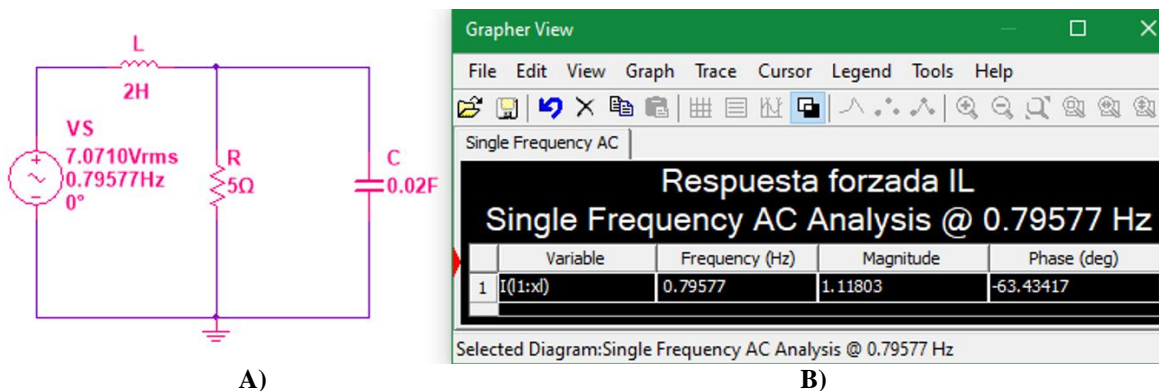 L
2H
VS
7.0710Vrms
0.79577Hz
0°
R
5Ω
C
0.02F
A)
Grapher View
File Edit View Graph Trace Cursor Legend Tools Help
Single Frequency AC
Respuesta forzada IL
Single Frequency AC Analysis @ 0.79577 Hz
Variable Frequency (Hz) Magnitude Phase (deg)
1 I(l1:xl) 0.79577 1.11803 -63.43417
Selected Diagram:Single Frequency AC Analysis @ 0.79577 Hz
B)